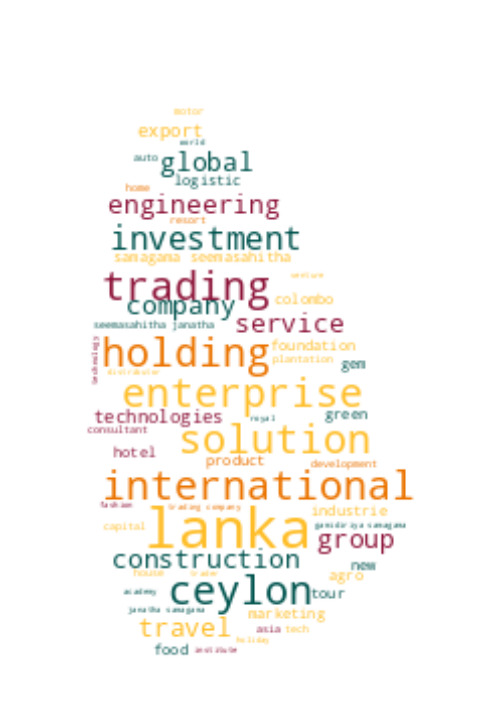 motor
export
world
auto global
logistic
home
engineering
resort
investment
samagama seemasahitha
venture
trading
company colombo
seemasahitha janatha service
technology
holding foundation
plantation gem
distributor
enterprise
technologies royal green
consultant
solution
hotel product development
international
fashion trading company industrie
lanka
capital ganidiriya samagama
group
construction new
house trader agro
academy ceylon tour
janatha samagama marketing
travel asia tech
holiday
food institute